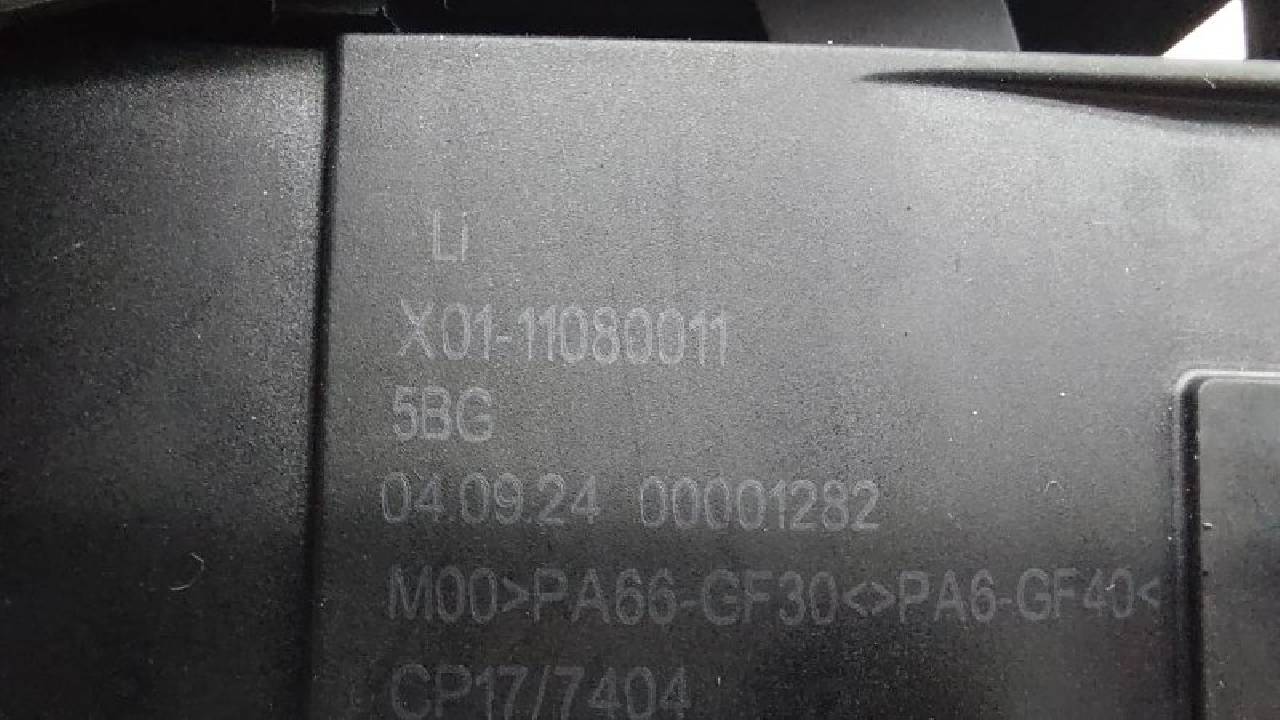 Li
X01-11080011
5BG
04.09.24 00001282
M00>PA66-GF30<>PA6-GF40<
CP17/7404